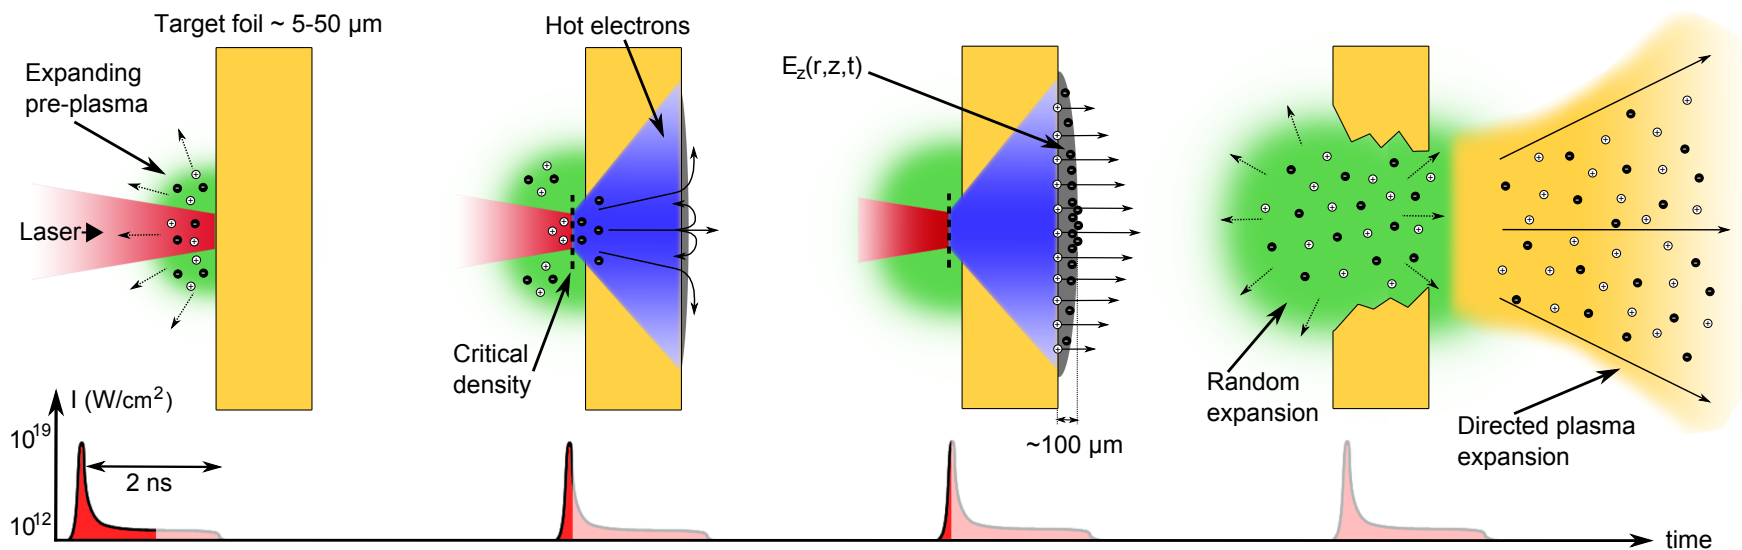 Target foil ~ 5-50 µm
Expanding
pre-plasma
Laser
Hot electrons
Critical
density
E_z(r,z,t)
~100 µm
Random
expansion
Directed plasma
expansion
I (W/cm²)
10¹⁹
2 ns
10¹²
time